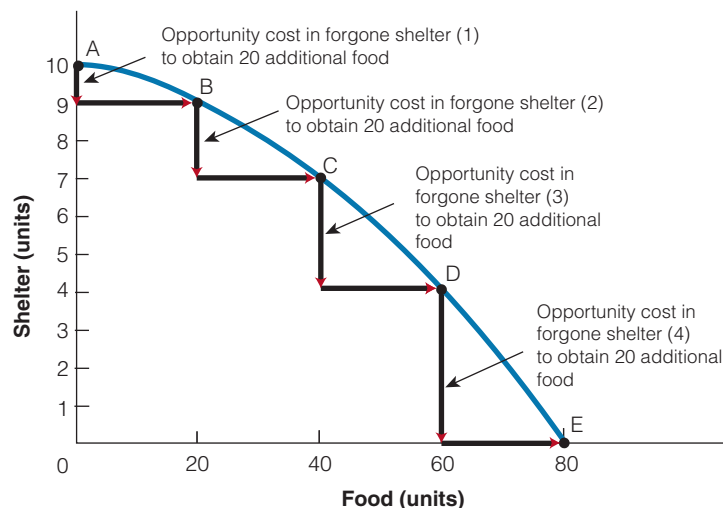 Opportunity cost in forgone shelter (1)
to obtain 20 additional food
A
10
B
9
Opportunity cost in forgone shelter (2)
to obtain 20 additional food
8
C
7
Opportunity cost in
forgone shelter (3)
to obtain 20 additional
food
6
5
D
4
Opportunity cost in
forgone shelter (4)
to obtain 20 additional
food
3
2
1
E
0
20
40
60
80
Shelter (units)
Food (units)